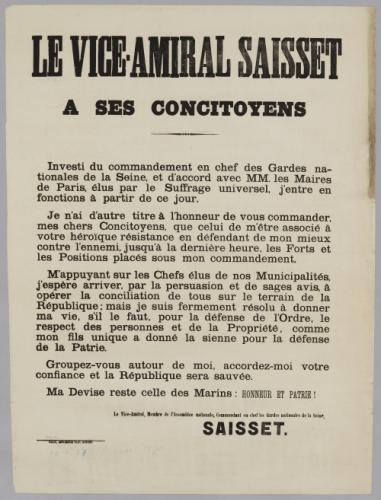 LE VICE-AMIRAL SAISSET
A SES CONCITOYENS
Investi du commandement en chef des Gardes na-
tionales de la Seine, et d'accord avec MM. les Maires
de Paris, élus par le Suffrage universel, j'entre en
fonctions à partir de ce jour.
Je n'ai d'autre titre à l'honneur de vous commander,
mes chers Concitoyens, que celui de m'être associé à
votre héroïque résistance en défendant de mon mieux
contre l'ennemi, jusqu'à la dernière heure, les Forts et
les Positions placés sous mon commandement.
M'appuyant sur les Chefs élus de nos Municipalités,
j'espère arriver, par la persuasion et de sages avis, à
opérer la conciliation de tous sur le terrain de la
République; mais je suis fermement résolu à donner
ma vie, s'il le faut, pour la défense de l'Ordre, le
respect des personnes et de la Propriété, comme
mon fils unique a donné la sienne pour la défense
de la Patrie.
Groupez-vous autour de moi, accordez-moi votre
confiance et la République sera sauvée.
Ma Devise reste celle des Marins : HONNEUR ET PATRIE !
Le Vice-Amiral, Membre de l'Assemblée nationale, Commandant en chef les Gardes nationales de la Seine,
SAISSET.